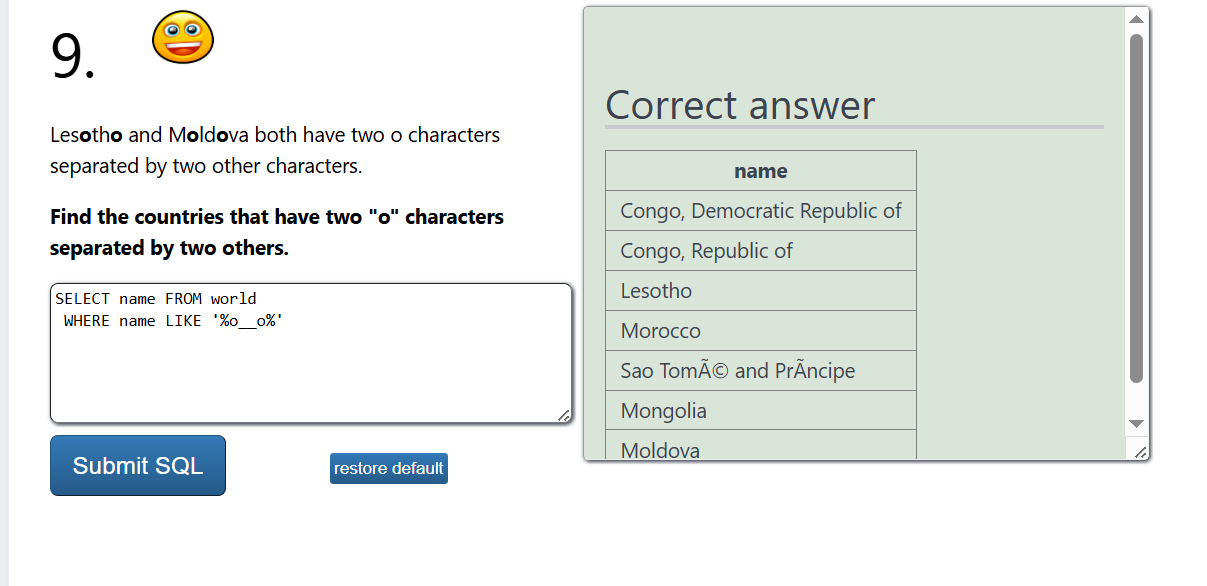 9.
Lesotho and Moldova both have two o characters
separated by two other characters.
Find the countries that have two "o" characters
separated by two others.
SELECT name FROM world
 WHERE name LIKE '%o__o%'
Submit SQL
restore default
Correct answer
name
Congo, Democratic Republic of
Congo, Republic of
Lesotho
Morocco
Sao TomÃ© and PrÃncipe
Mongolia
Moldova